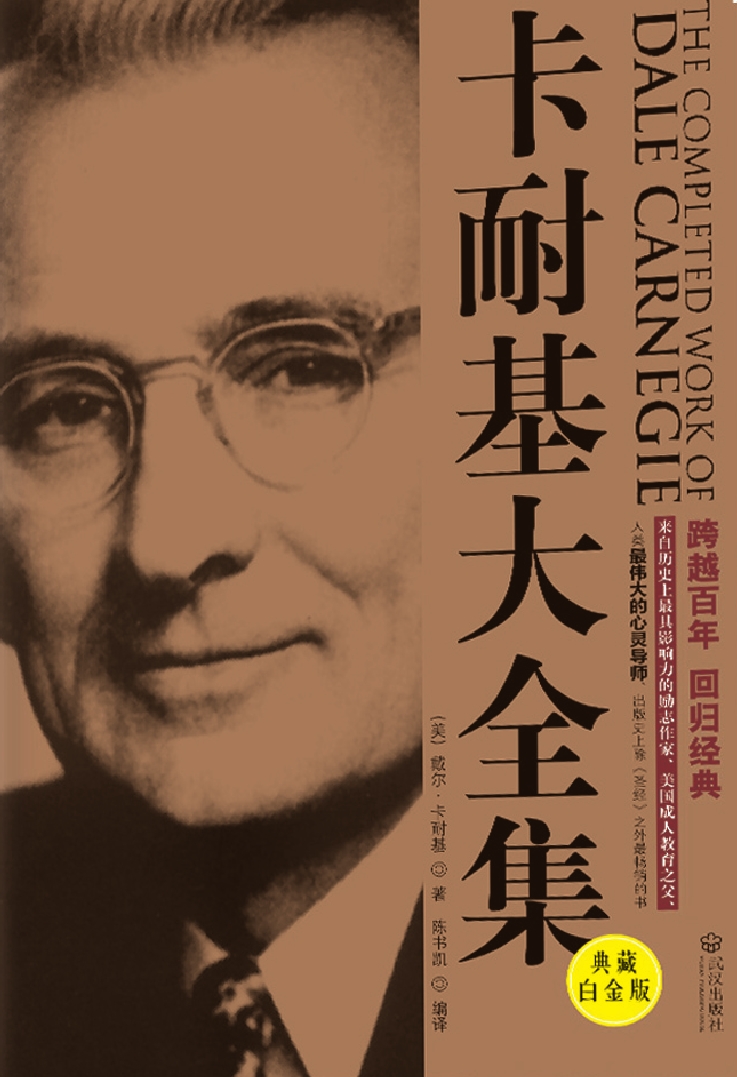 THE COMPLETED WORK OF
DALE CARNEGIE
跨越百年 回归经典
来自历史上最具影响力的励志作家、美国成人教育之父、
人类最伟大的心灵导师、出版史上除《圣经》之外最畅销的书
卡耐基大全集
（美）戴尔·卡耐基 ◎ 著 陈书凯 ◎ 编译
典藏
白金版
武汉出版社